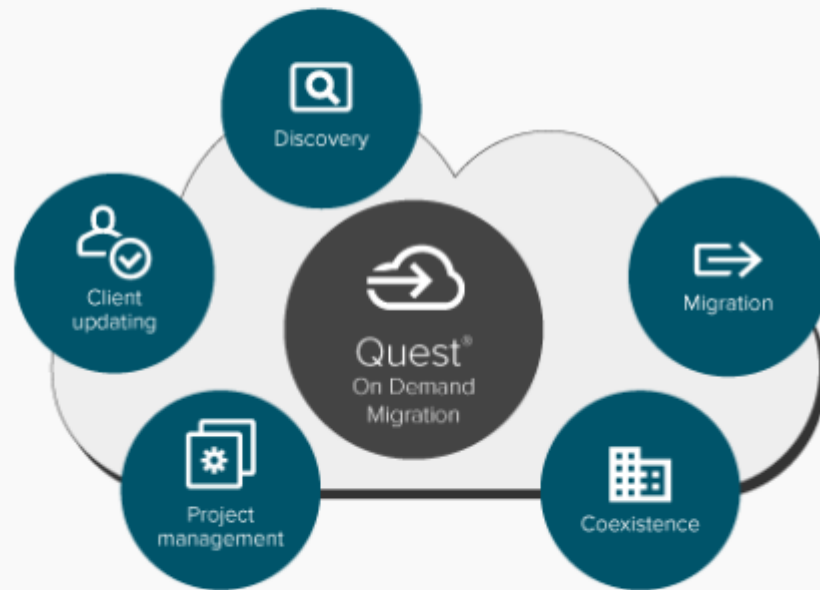 Discovery
Client
updating
Quest®
On Demand
Migration
Migration
Project
management
Coexistence